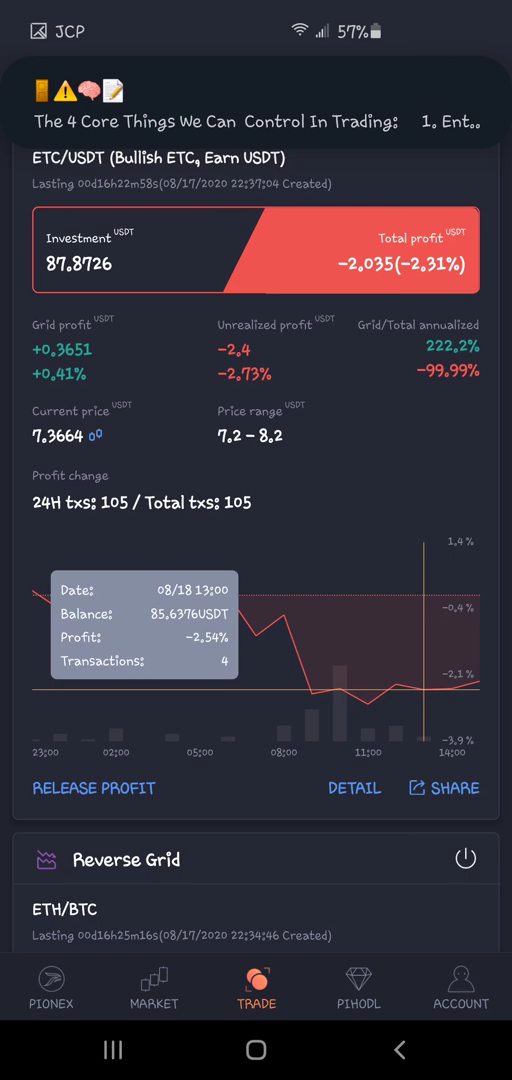 JCP
57%
The 4 Core Things We Can Control In Trading: 1. Ent..
ETC/USDT (Bullish ETC, Earn USDT)
Lasting 00d16h22m58s(08/17/2020 22:37:04 Created)
Investment USDT
Total profit USDT
87.8726
-2.035(-2.31%)
Grid profit USDT
Unrealized profit USDT
Grid/Total annualized
+0.3651
-2.4
222.2%
+0.41%
-2.73%
-99.99%
Current price USDT
Price range USDT
7.3664
7.2 - 8.2
Profit change
24H txs: 105 / Total txs: 105
1.4%
Date: 08/18 13:00
Balance: 85.6376USDT
Profit: -2.54%
Transactions: 4
-0.4%
-2.1%
-3.9%
23:00 02:00 05:00 08:00 11:00 14:00
RELEASE PROFIT
DETAIL
SHARE
Reverse Grid
ETH/BTC
Lasting 00d16h25m16s(08/17/2020 22:34:46 Created)
PIONEX
MARKET
TRADE
PIHODL
ACCOUNT